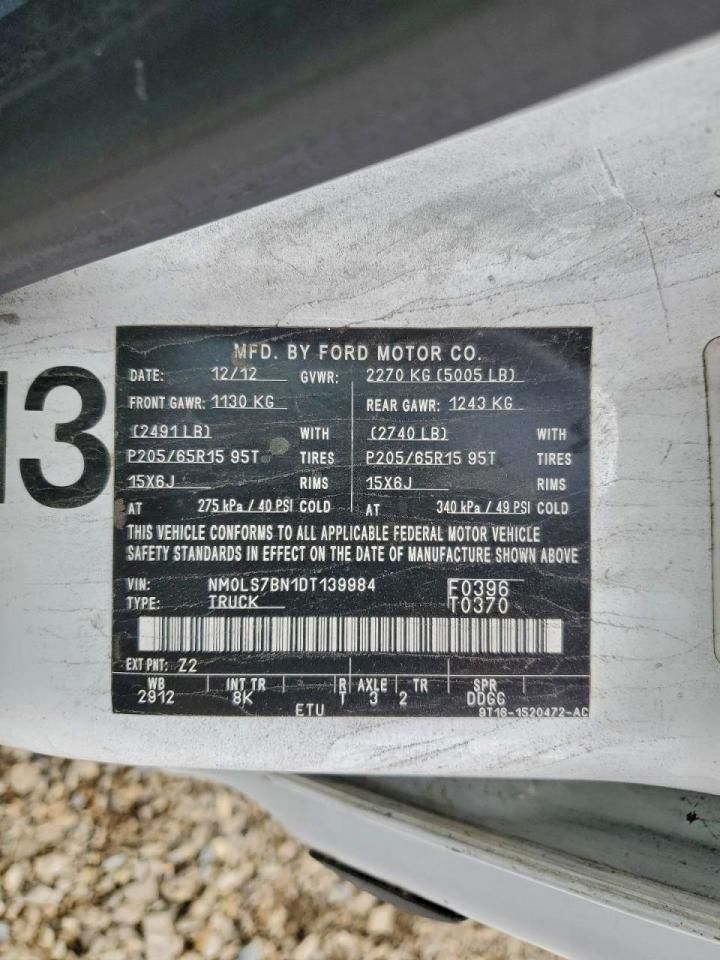 13
MFD. BY FORD MOTOR CO.
DATE: 12/12 GVWR: 2270 KG (5005 LB)
FRONT GAWR: 1130 KG REAR GAWR: 1243 KG
(2491 LB) WITH (2740 LB) WITH
P205/65R15 95T TIRES P205/65R15 95T TIRES
15X6J RIMS 15X6J RIMS
AT 275 kPa / 40 PSI COLD AT 340 kPa / 49 PSI COLD
THIS VEHICLE CONFORMS TO ALL APPLICABLE FEDERAL MOTOR VEHICLE
SAFETY STANDARDS IN EFFECT ON THE DATE OF MANUFACTURE SHOWN ABOVE
VIN: NM0LS7BN1DT139984 F0396
TYPE: TRUCK T0370
EXT PNT: Z2
WB INT TR R AXLE TR SPR
2912 8K T 3 2 DDGG
ETU 9T16-1520472-AC